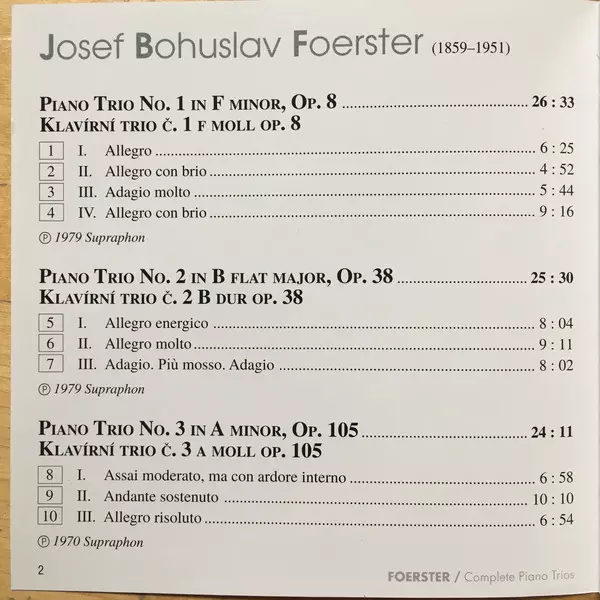 Josef Bohuslav Foerster (1859–1951)
Piano Trio No. 1 in F minor, Op. 8 26 : 33
Klavírní trio č. 1 f moll op. 8
1 I. Allegro 6 : 25
2 II. Allegro con brio 4 : 52
3 III. Adagio molto 5 : 44
4 IV. Allegro con brio 9 : 16
℗ 1979 Supraphon
Piano Trio No. 2 in B flat major, Op. 38 25 : 30
Klavírní trio č. 2 B dur op. 38
5 I. Allegro energico 8 : 04
6 II. Allegro molto 9 : 11
7 III. Adagio. Più mosso. Adagio 8 : 02
℗ 1979 Supraphon
Piano Trio No. 3 in A minor, Op. 105 24 : 11
Klavírní trio č. 3 a moll op. 105
8 I. Assai moderato, ma con ardore interno 6 : 58
9 II. Andante sostenuto 10 : 10
10 III. Allegro risoluto 6 : 54
℗ 1970 Supraphon
2 FOERSTER / Complete Piano Trios